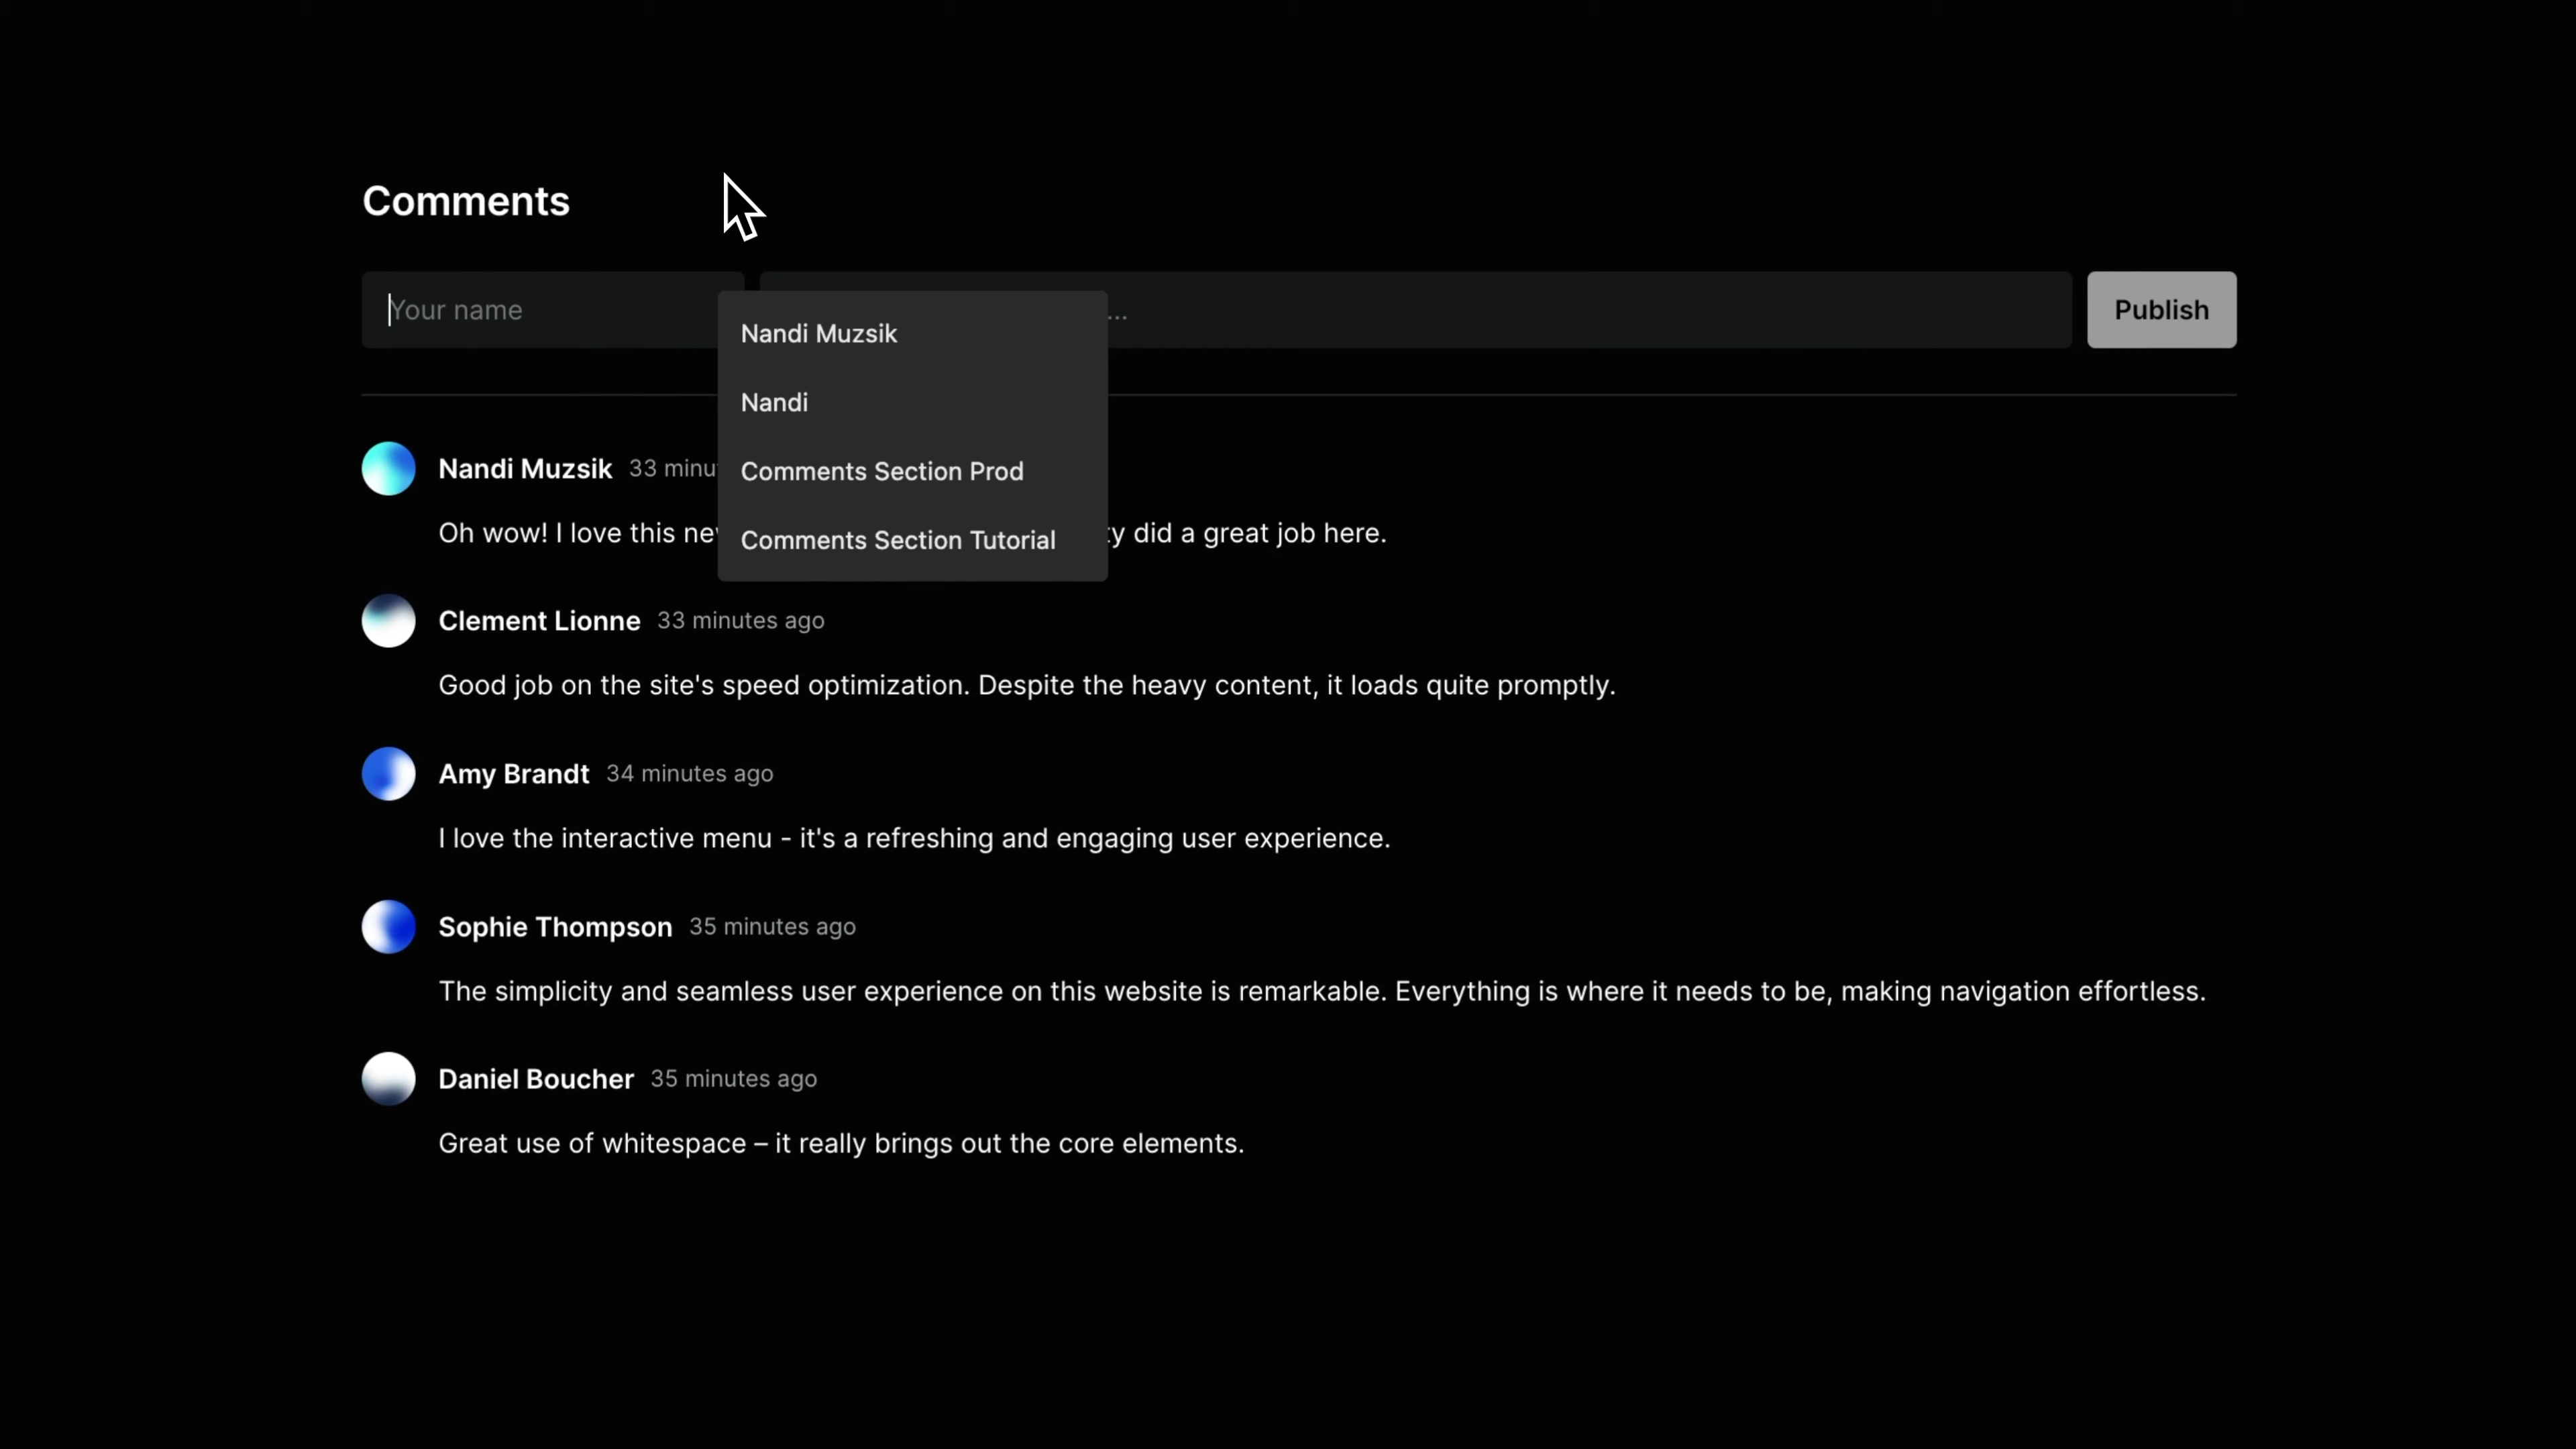 Comments
Your name
...
Publish
Nandi Muzsik
Nandi
Comments Section Prod
Comments Section Tutorial
Nandi Muzsik 33
Oh wow! I love this did a great job here.
Clement Lionne 33 minutes ago
Good job on the site's speed optimization. Despite the heavy content, it loads quite promptly.
Amy Brandt 34 minutes ago
I love the interactive menu - it's a refreshing and engaging user experience.
Sophie Thompson 35 minutes ago
The simplicity and seamless user experience on this website is remarkable. Everything is where it needs to be, making navigation effortless.
Daniel Boucher 35 minutes ago
Great use of whitespace – it really brings out the core elements.